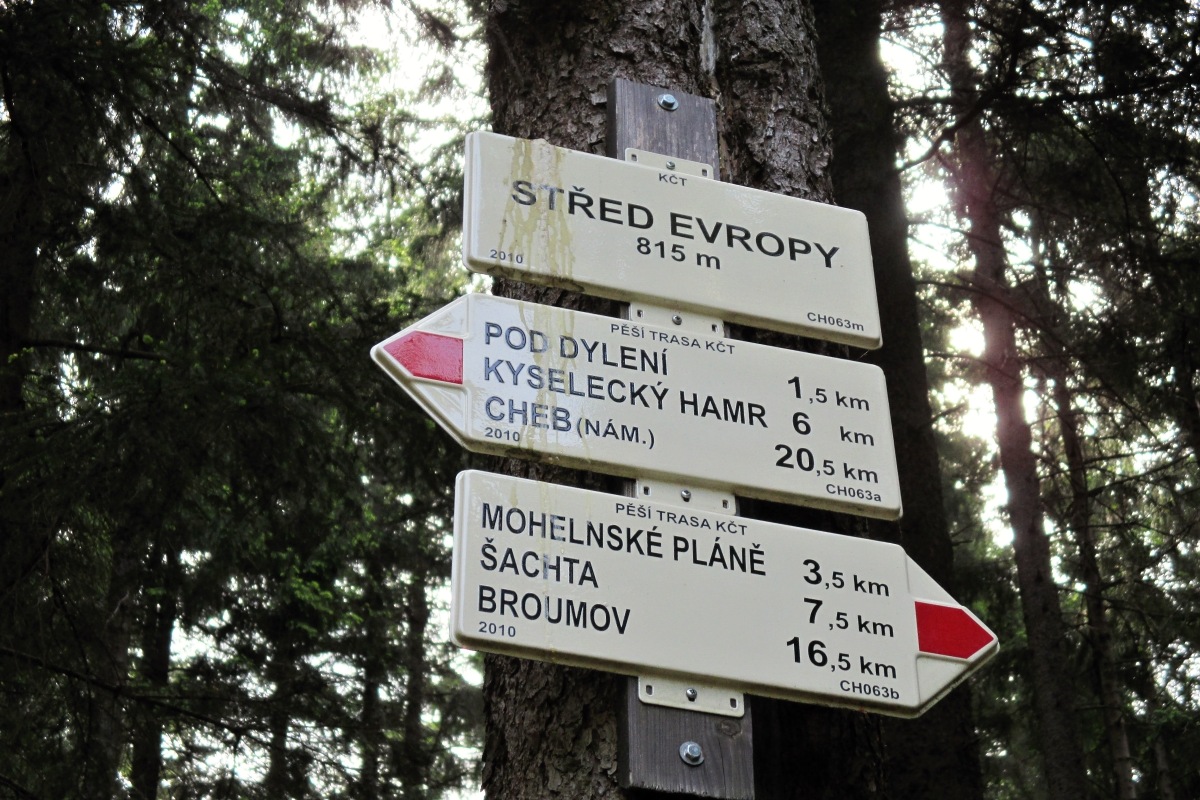 KČT
STŘED EVROPY
815 m
2010
CH063m
PĚŠÍ TRASA KČT
POD DYLENÍ 1,5 km
KYSELECKÝ HAMR 6 km
CHEB (NÁM.) 20,5 km
2010
CH063a
PĚŠÍ TRASA KČT
MOHELNSKÉ PLÁNĚ 3,5 km
ŠACHTA 7,5 km
BROUMOV 16,5 km
2010
CH063b